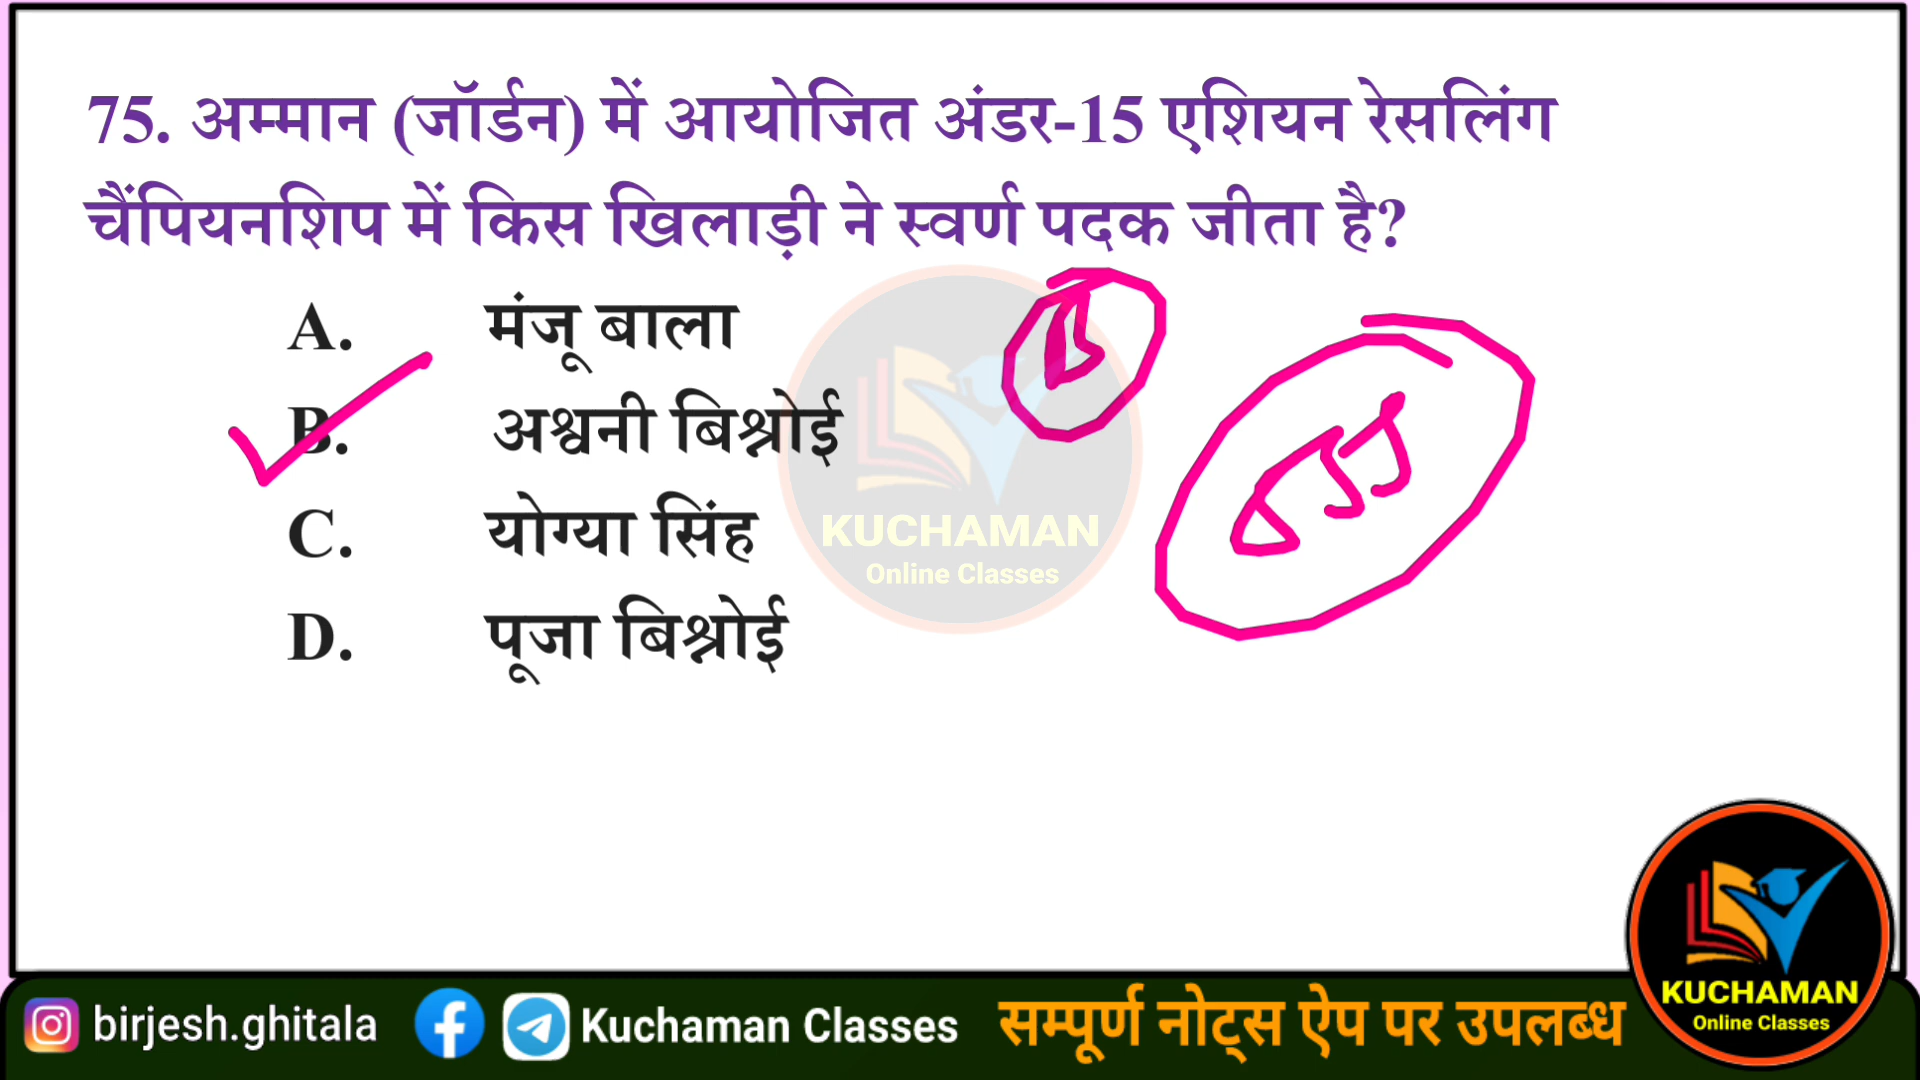 75. अम्मान (जॉर्डन) में आयोजित अंडर-15 एशियन रेसलिंग
चैंपियनशिप में किस खिलाड़ी ने स्वर्ण पदक जीता है?
A. मंजू बाला
B. अश्वनी बिश्नोई
C. योग्या सिंह
D. पूजा बिश्नोई
KUCHAMAN
Online Classes
birjesh.ghitala
Kuchaman Classes
सम्पूर्ण नोट्स ऐप पर उपलब्ध
KUCHAMAN
Online Classes